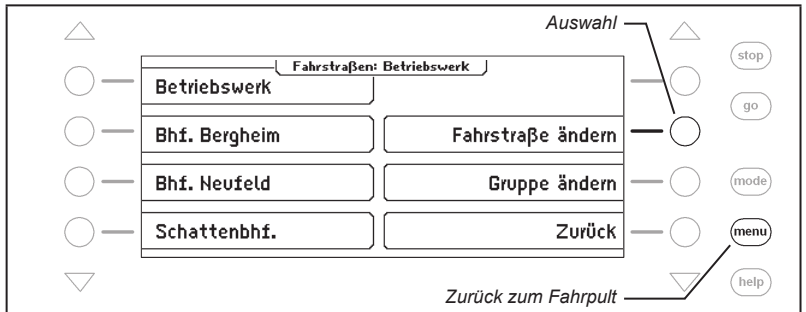 Auswahl
stop
Fahrstraßen: Betriebswerk
Betriebswerk
go
Bhf. Bergheim
Fahrstraße ändern
Bhf. Neufeld
Gruppe ändern
mode
Schattenbhf.
Zurück
menu
help
Zurück zum Fahrpult